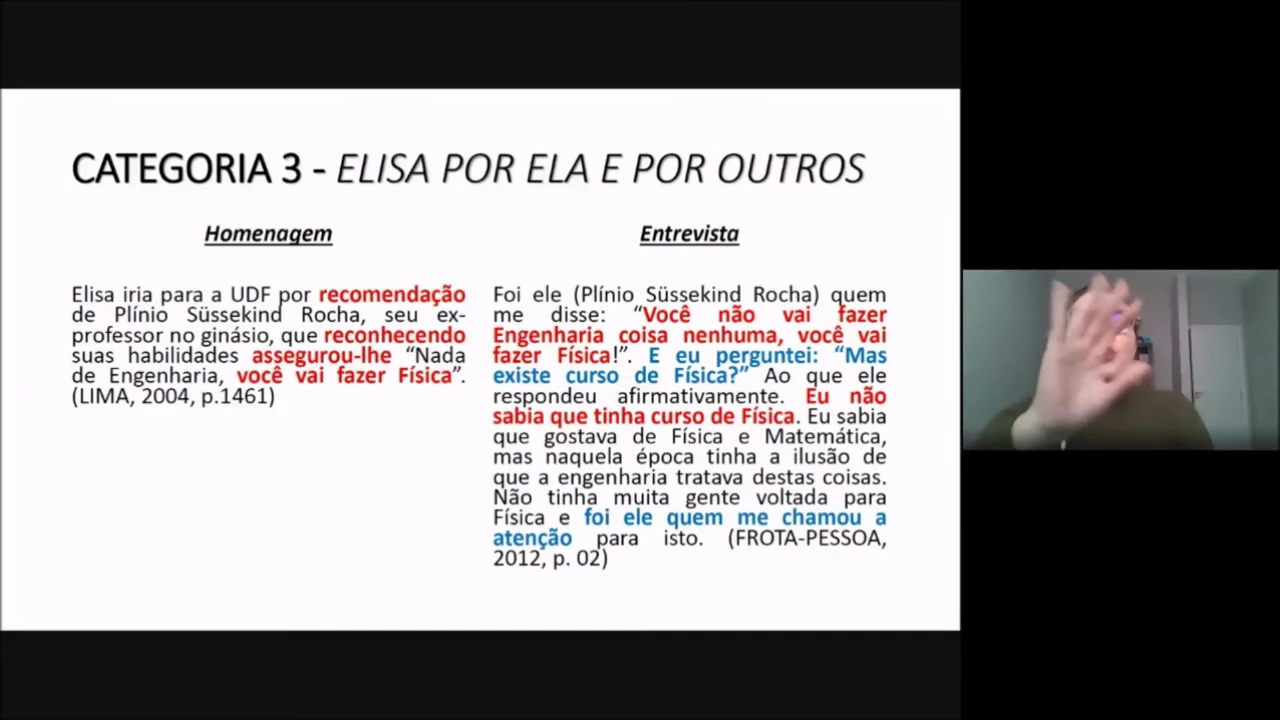 CATEGORIA 3 - ELISA POR ELA E POR OUTROS
Homenagem
Elisa iria para a UDF por recomendação
de Plínio Süssekind Rocha, seu ex-
professor no ginásio, que reconhecendo
suas habilidades assegurou-lhe “Nada
de Engenharia, você vai fazer Física”.
(LIMA, 2004, p.1461)
Entrevista
Foi ele (Plínio Süssekind Rocha) quem
me disse: “Você não vai fazer
Engenharia coisa nenhuma, você vai
fazer Física!”. E eu perguntei: “Mas
existe curso de Física?” Ao que ele
respondeu afirmativamente. Eu não
sabia que tinha curso de Física. Eu sabia
que gostava de Física e Matemática,
mas naquela época tinha a ilusão de
que a engenharia tratava destas coisas.
Não tinha muita gente voltada para
Física e foi ele quem me chamou a
atenção para isto. (FROTA-PESSOA,
2012, p. 02)